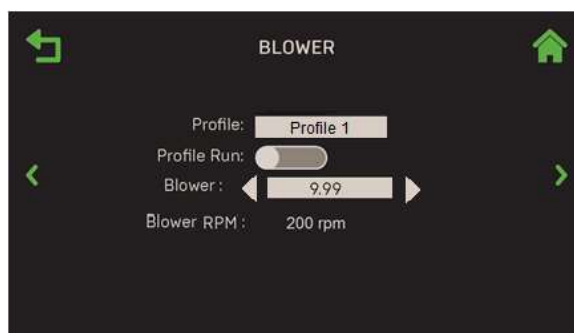 BLOWER
Profile: Profile 1
Profile Run:
Blower : 9.99
Blower RPM : 200 rpm